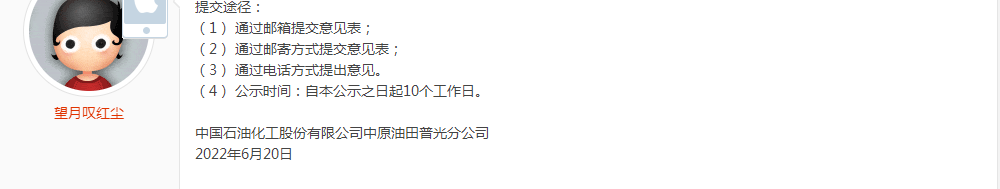 提交途径：
（1） 通过邮箱提交意见表；
（2） 通过邮寄方式提交意见表；
（3） 通过电话方式提出意见。
（4） 公示时间：自本公示之日起10个工作日。
望月叹红尘
中国石油化工股份有限公司中原油田普光分公司
2022年6月20日